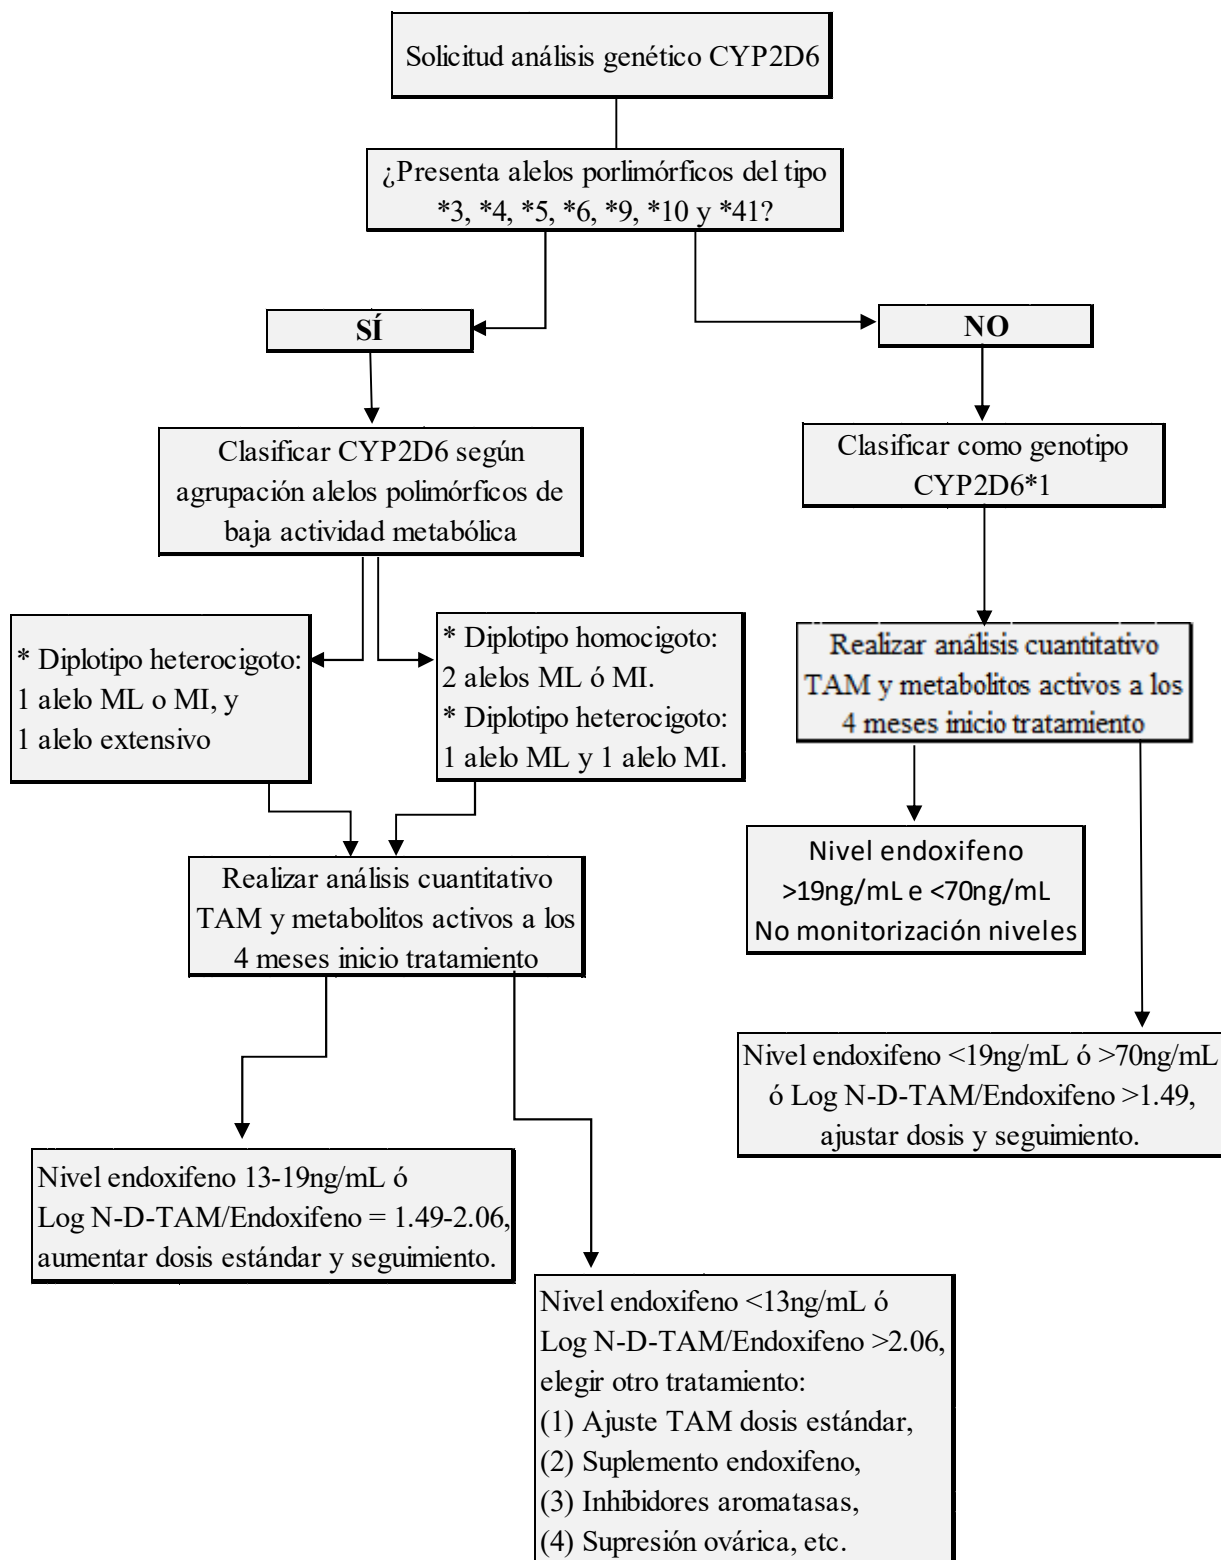 Solicitud análisis genético CYP2D6
¿Presenta alelos porlimórficos del tipo
*3, *4, *5, *6, *9, *10 y *41?
SÍ
NO
Clasificar CYP2D6 según
agrupación alelos polimórficos de
baja actividad metabólica
Clasificar como genotipo
CYP2D6*1
* Diplotipo heterocigoto:
1 alelo ML o MI, y
1 alelo extensivo
* Diplotipo homocigoto:
2 alelos ML ó MI.
* Diplotipo heterocigoto:
1 alelo ML y 1 alelo MI.
Realizar análisis cuantitativo
TAM y metabolitos activos a los
4 meses inicio tratamiento
Nivel endoxifeno
>19ng/mL e <70ng/mL
No monitorización niveles
Realizar análisis cuantitativo
TAM y metabolitos activos a los
4 meses inicio tratamiento
Nivel endoxifeno <19ng/mL ó >70ng/mL
ó Log N-D-TAM/Endoxifeno >1.49,
ajustar dosis y seguimiento.
Nivel endoxifeno 13-19ng/mL ó
Log N-D-TAM/Endoxifeno = 1.49-2.06,
aumentar dosis estándar y seguimiento.
Nivel endoxifeno <13ng/mL ó
Log N-D-TAM/Endoxifeno >2.06,
elegir otro tratamiento:
(1) Ajuste TAM dosis estándar,
(2) Suplemento endoxifeno,
(3) Inhibidores aromatasas,
(4) Supresión ovárica, etc.